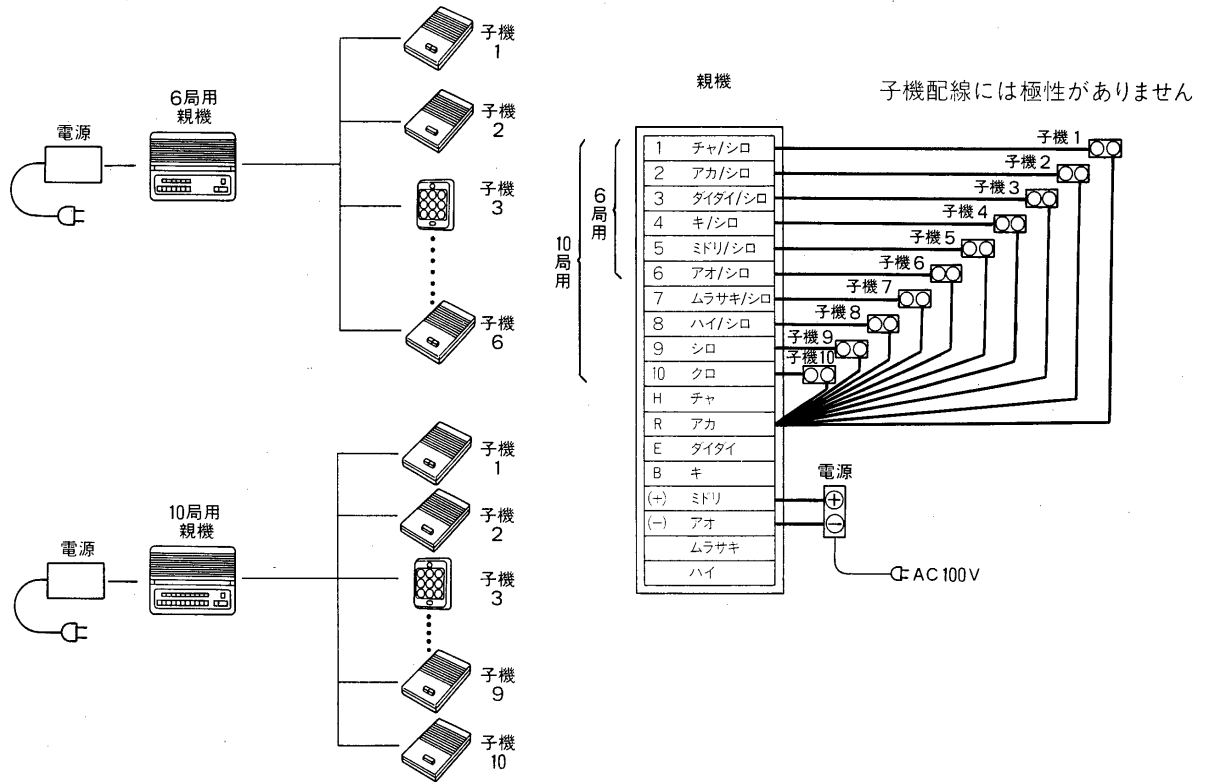 子機
1
6局用
親機
電源
子機
2
子機
3
子機
6
10局用
親機
電源
子機
1
子機
2
子機
3
子機
9
子機
10
親機
子機配線には極性がありません
10局用
6局用
1 チャ/シロ
2 アカ/シロ
3 ダイダイ/シロ
4 キ/シロ
5 ミドリ/シロ
6 アオ/シロ
7 ムラサキ/シロ
8 ハイ/シロ
9 シロ
10 クロ
H チャ
R アカ
E ダイダイ
B キ
(+) ミドリ
(−) アオ
ムラサキ
ハイ
子機1
子機2
子機3
子機4
子機5
子機6
子機7
子機8
子機9
子機10
電源
+
−
AC100V